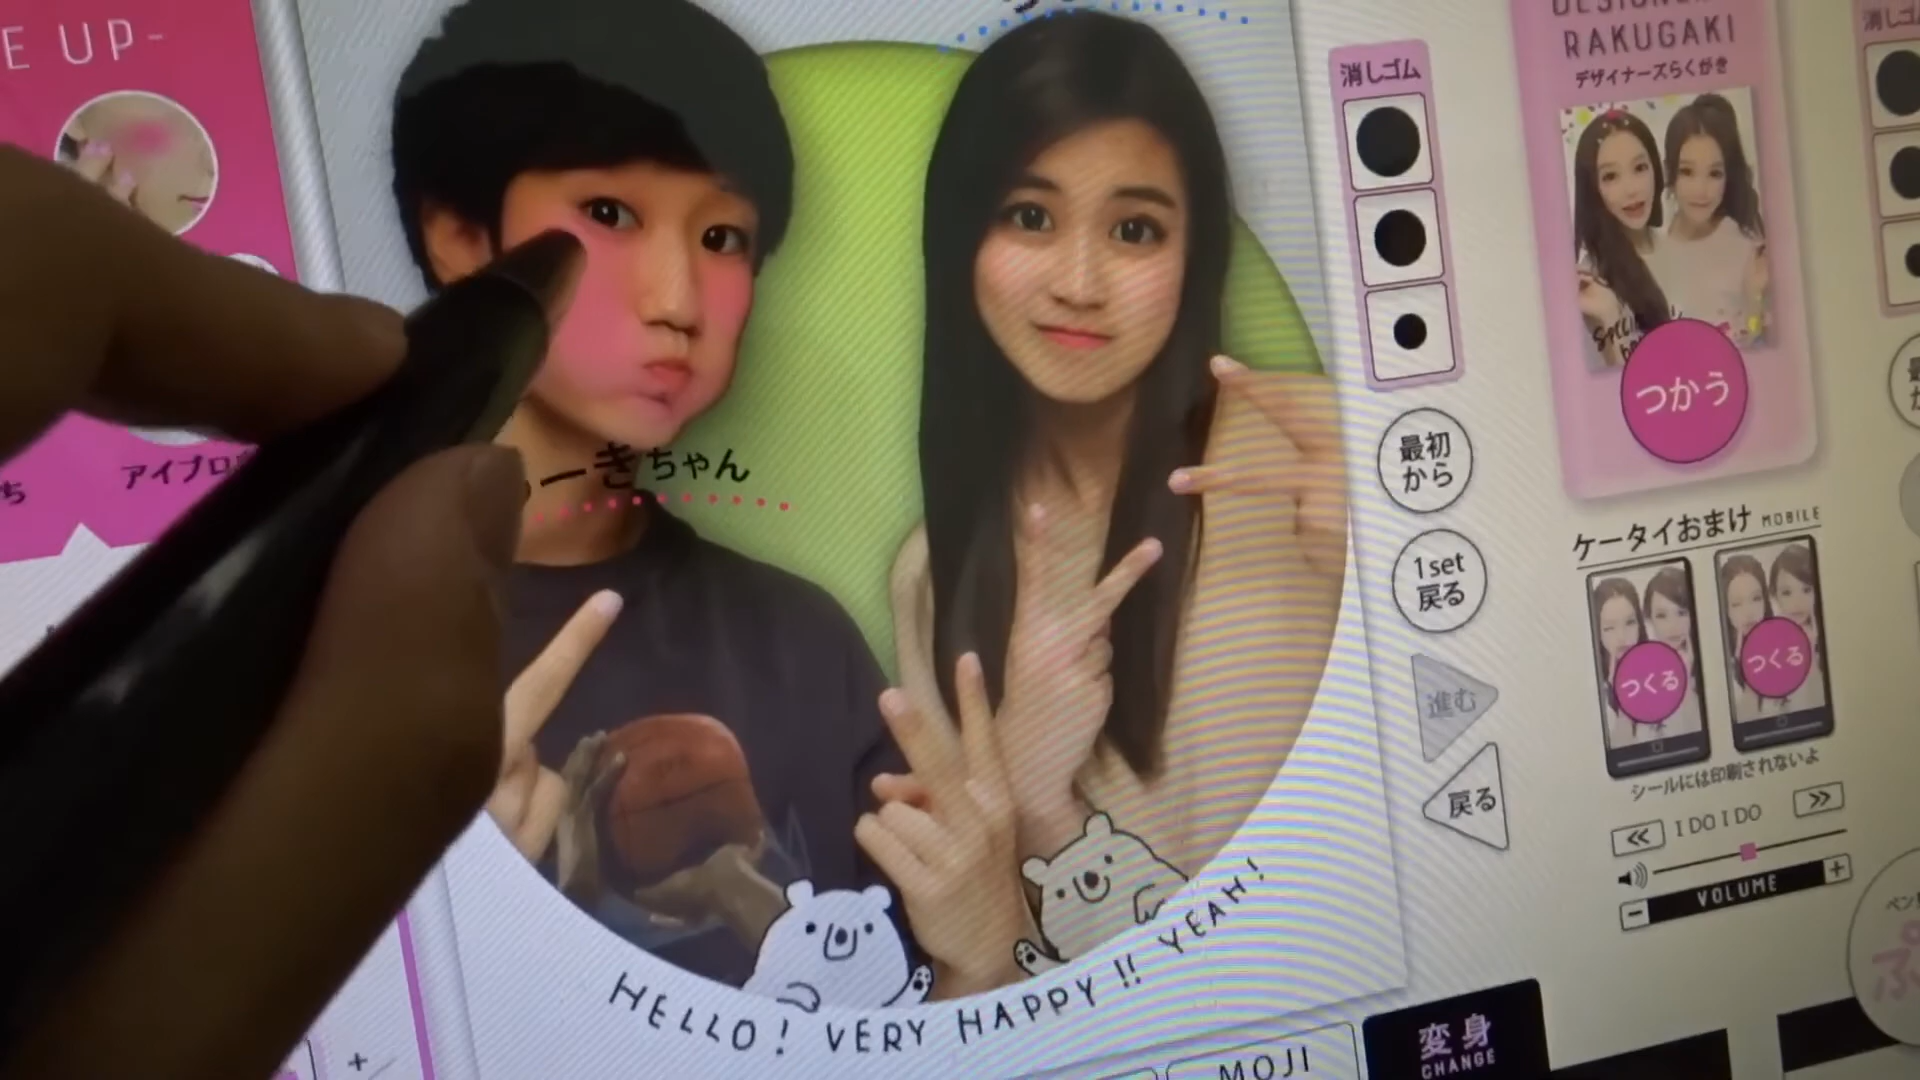 E UP-
アイブロ
ち
ーきちゃん
HELLO! VERY HAPPY!! YEAH!
消しゴム
最初
から
1set
戻る
進む
戻る
RAKUGAKI
デザイナーズらくがき
つかう
ケータイおまけ MOBILE
つくる
つくる
シールには印刷されないよ
I DO I DO
VOLUME
消しゴ
MOJI
変身
CHANGE